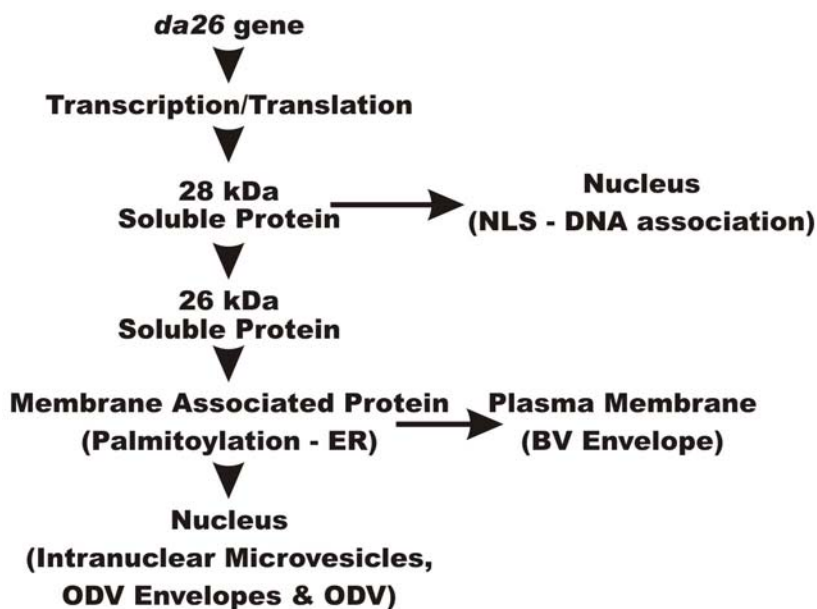 da26 gene
Transcription/Translation
28 kDa
Soluble Protein
Nucleus
(NLS - DNA association)
26 kDa
Soluble Protein
Membrane Associated Protein
(Palmitoylation - ER)
Plasma Membrane
(BV Envelope)
Nucleus
(Intranuclear Microvesicles,
ODV Envelopes & ODV)